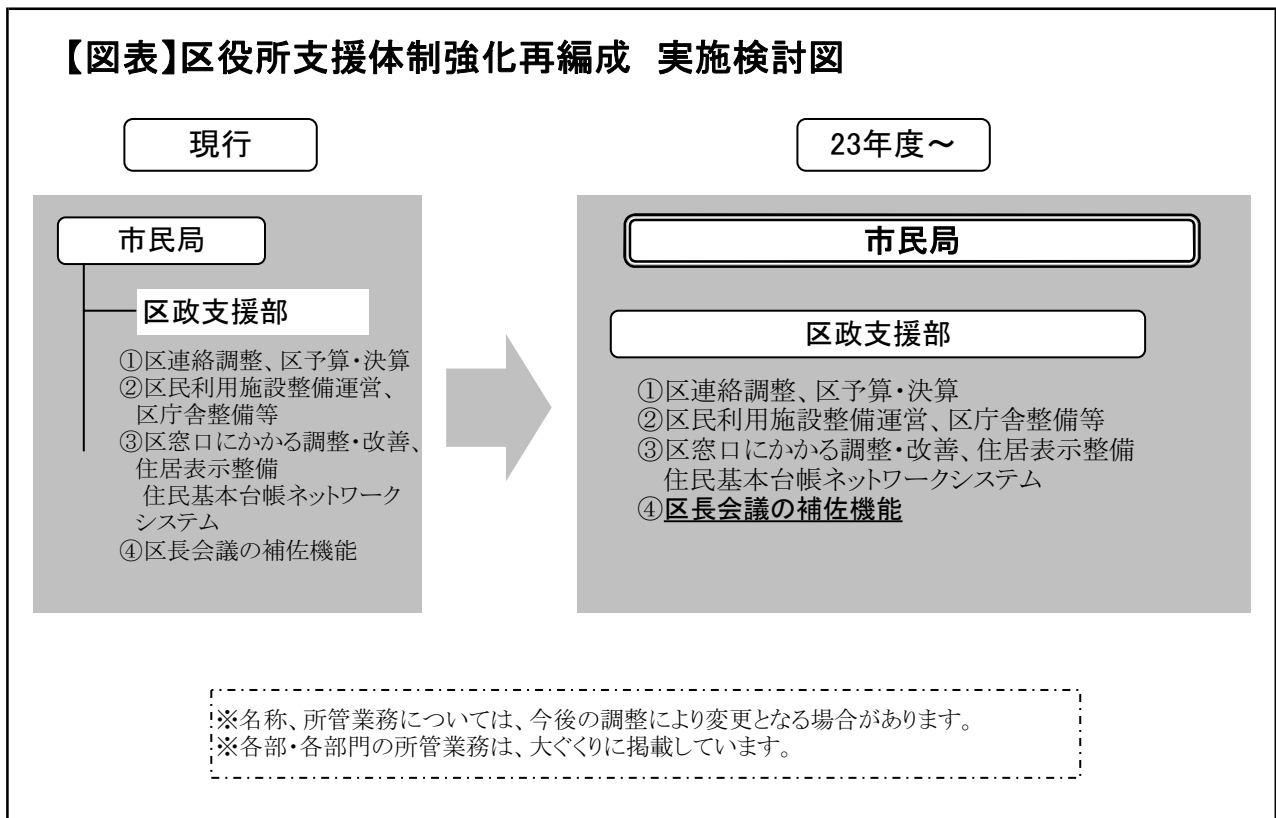 【図表】区役所支援体制強化再編成　実施検討図
現行
市民局
区政支援部
①区連絡調整、区予算・決算
②区民利用施設整備運営、
区庁舎整備等
③区窓口にかかる調整・改善、
住居表示整備
住民基本台帳ネットワーク
システム
④区長会議の補佐機能
23年度～
市民局
区政支援部
①区連絡調整、区予算・決算
②区民利用施設整備運営、区庁舎整備等
③区窓口にかかる調整・改善、住居表示整備
住民基本台帳ネットワークシステム
④区長会議の補佐機能
※名称、所管業務については、今後の調整により変更となる場合があります。
※各部・各部門の所管業務は、大ぐくりに掲載しています。